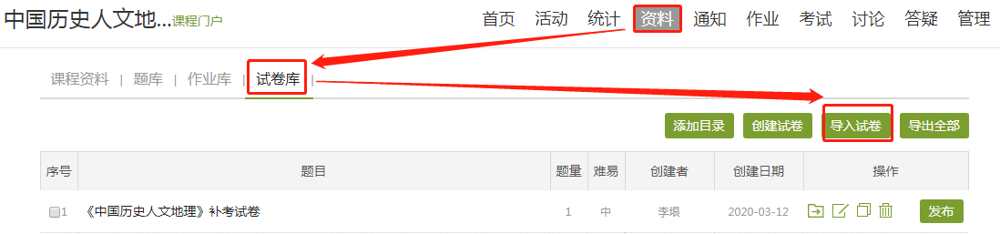 中国历史人文地...课程门户
首页 活动 统计 资料 通知 作业 考试 讨论 答疑 管理
课程资料 | 题库 | 作业库 | 试卷库 |
添加目录 创建试卷 导入试卷 导出全部
序号 题目 题量 难易 创建者 创建日期 操作
1 《中国历史人文地理》补考试卷 1 中 李垠 2020-03-12 发布